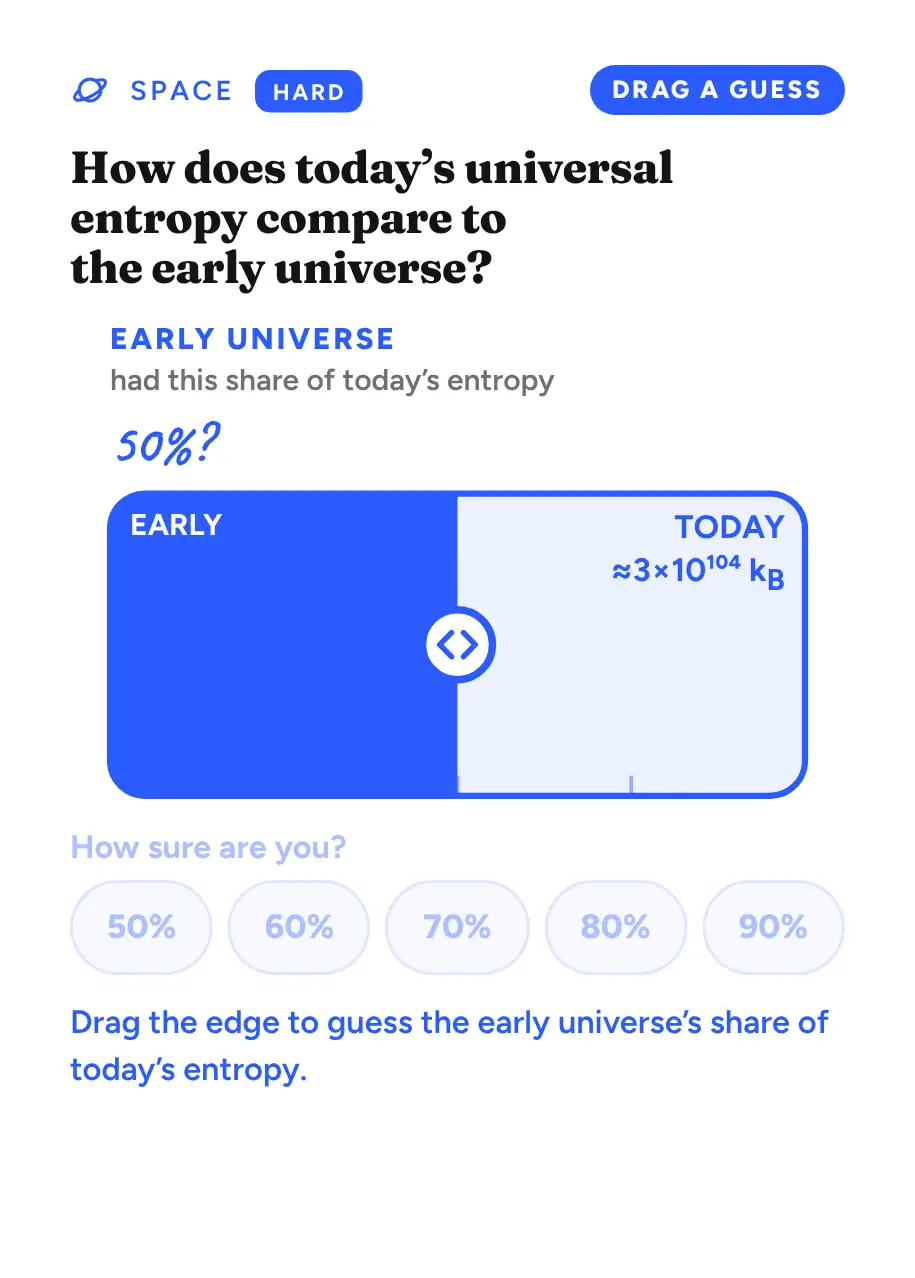 SPACE HARD DRAG A GUESS
How does today’s universal
entropy compare to
the early universe?
EARLY UNIVERSE
had this share of today’s entropy
50%?
EARLY
TODAY
≈3×10¹⁰⁴ k_B
How sure are you?
50% 60% 70% 80% 90%
Drag the edge to guess the early universe’s share of
today’s entropy.